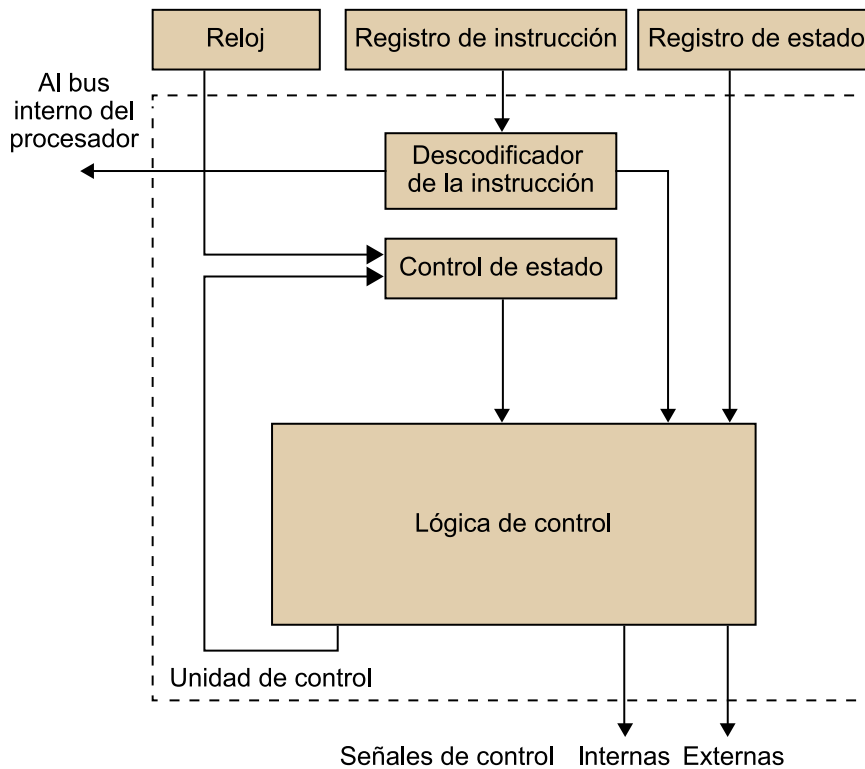 Reloj
Registro de instrucción
Registro de estado
Al bus
interno del
procesador
Descodificador
de la instrucción
Control de estado
Lógica de control
Unidad de control
Señales de control
Internas
Externas